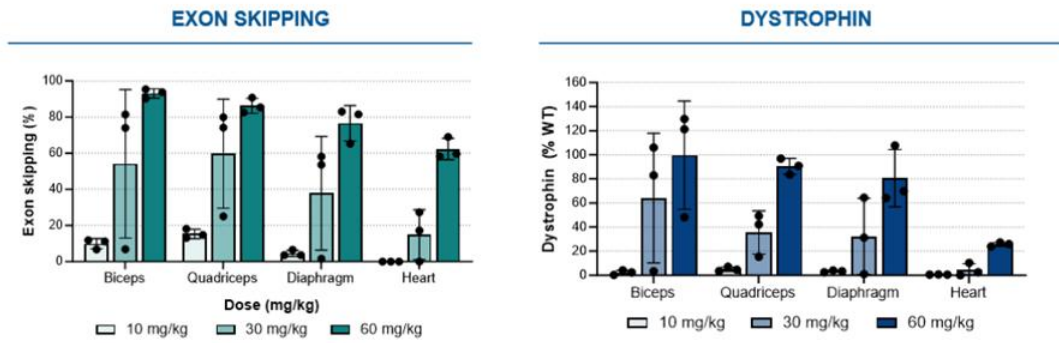 EXON SKIPPING
Exon skipping (%)
100
80
60
40
20
0
Biceps
Quadriceps
Diaphragm
Heart
Dose (mg/kg)
10 mg/kg
30 mg/kg
60 mg/kg
DYSTROPHIN
Dystrophin (% WT)
160
140
120
100
80
60
40
20
0
Biceps
Quadriceps
Diaphragm
Heart
10 mg/kg
30 mg/kg
60 mg/kg